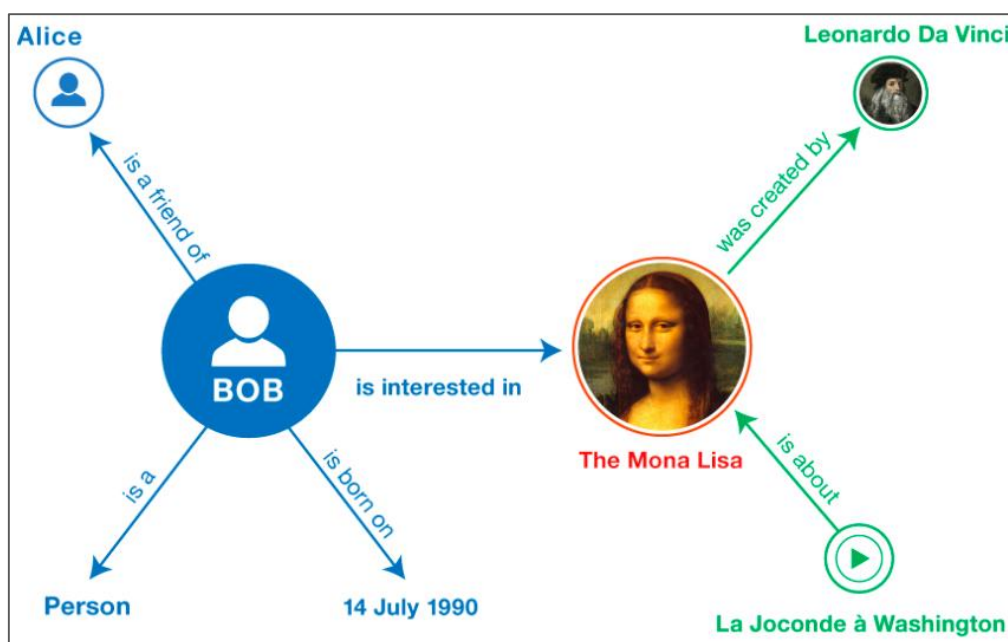 Alice
Leonardo Da Vinci
is a friend of
was created by
BOB
is interested in
The Mona Lisa
is a
is born on
is about
Person
14 July 1990
La Joconde à Washington